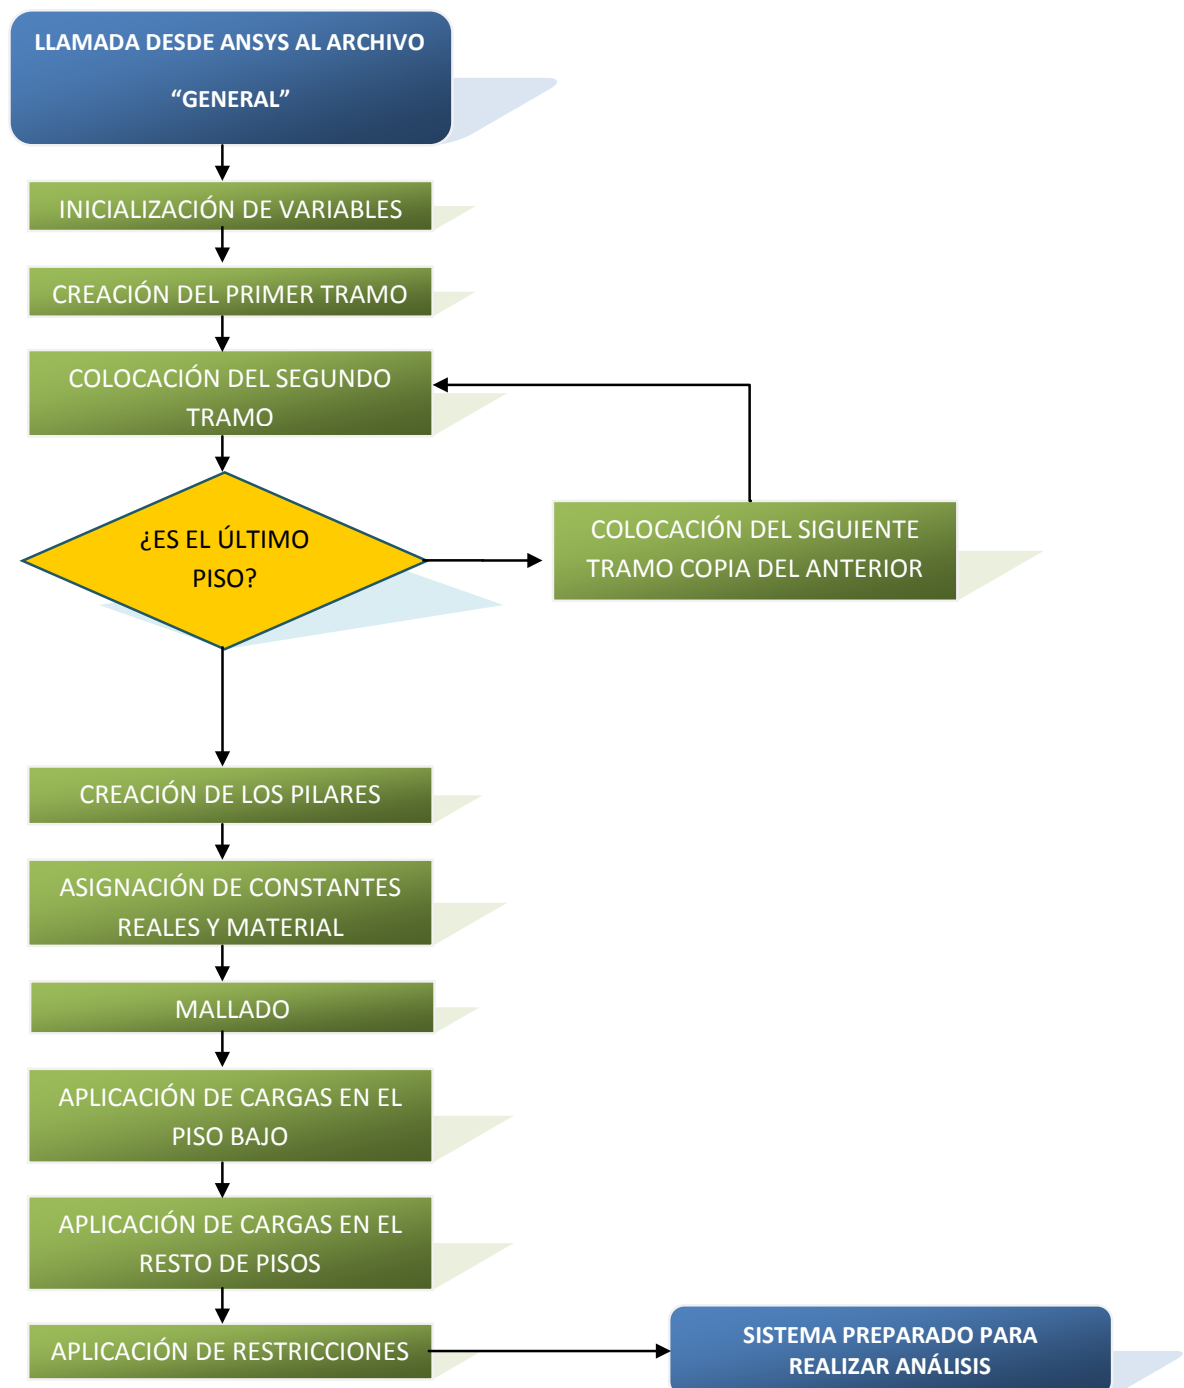 LLAMADA DESDE ANSYS AL ARCHIVO
“GENERAL”
INICIALIZACIÓN DE VARIABLES
CREACIÓN DEL PRIMER TRAMO
COLOCACIÓN DEL SEGUNDO
TRAMO
¿ES EL ÚLTIMO
PISO?
COLOCACIÓN DEL SIGUIENTE
TRAMO COPIA DEL ANTERIOR
CREACIÓN DE LOS PILARES
ASIGNACIÓN DE CONSTANTES
REALES Y MATERIAL
MALLADO
APLICACIÓN DE CARGAS EN EL
PISO BAJO
APLICACIÓN DE CARGAS EN EL
RESTO DE PISOS
APLICACIÓN DE RESTRICCIONES
SISTEMA PREPARADO PARA
REALIZAR ANÁLISIS